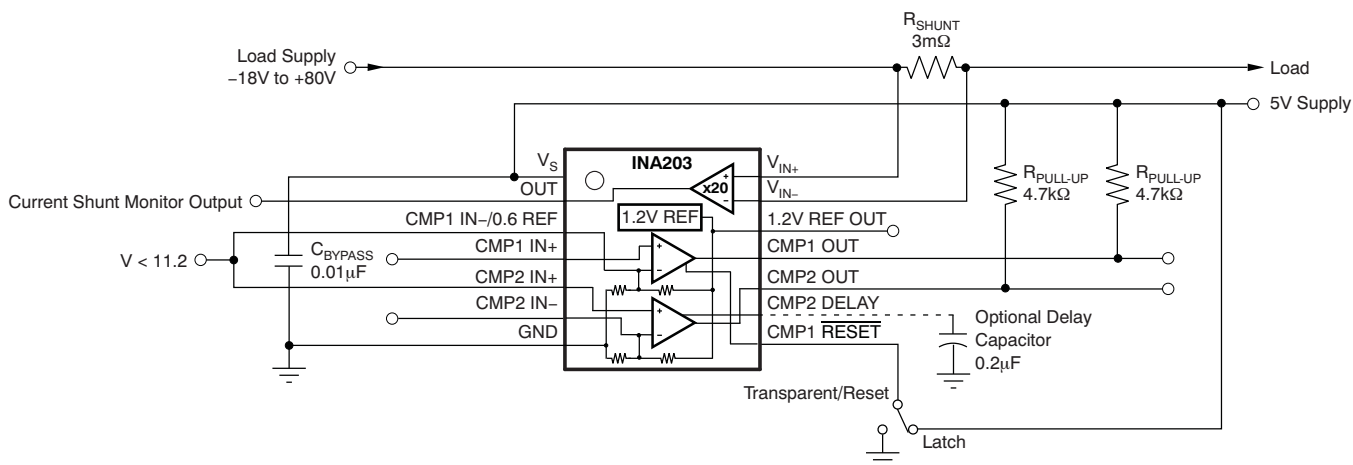 R_SHUNT
3mΩ
Load Supply
–18V to +80V
Load
5V Supply
V_S
INA203
V_IN+
OUT
x20
V_IN–
R_PULL-UP
4.7kΩ
R_PULL-UP
4.7kΩ
Current Shunt Monitor Output
CMP1 IN–/0.6 REF
1.2V REF
1.2V REF OUT
CMP1 IN+
CMP1 OUT
V < 11.2
C_BYPASS
0.01μF
CMP2 IN+
CMP2 OUT
CMP2 IN–
CMP2 DELAY
GND
CMP1 RESET
Optional Delay
Capacitor
0.2μF
Transparent/Reset
Latch